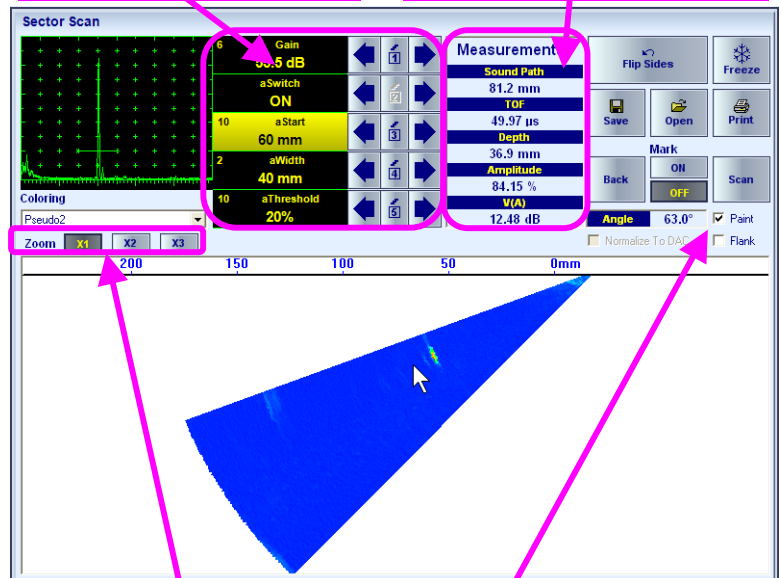 Sector Scan
6 Gain
dB
aSwitch
ON
10 aStart
60 mm
2 aWidth
40 mm
10 aThreshold
20%
1
2
3
4
5
Measurement
Sound Path
81.2 mm
TOF
49.97 µs
Depth
36.9 mm
Amplitude
84.15 %
V(A)
12.48 dB
Flip Sides
Freeze
Save
Open
Print
Mark
Back
ON
OFF
Scan
Angle 63.0°
Paint
Normalize To DAC
Flank
Coloring
Pseudo2
Zoom X1 X2 X3
200 150 100 50 0mm